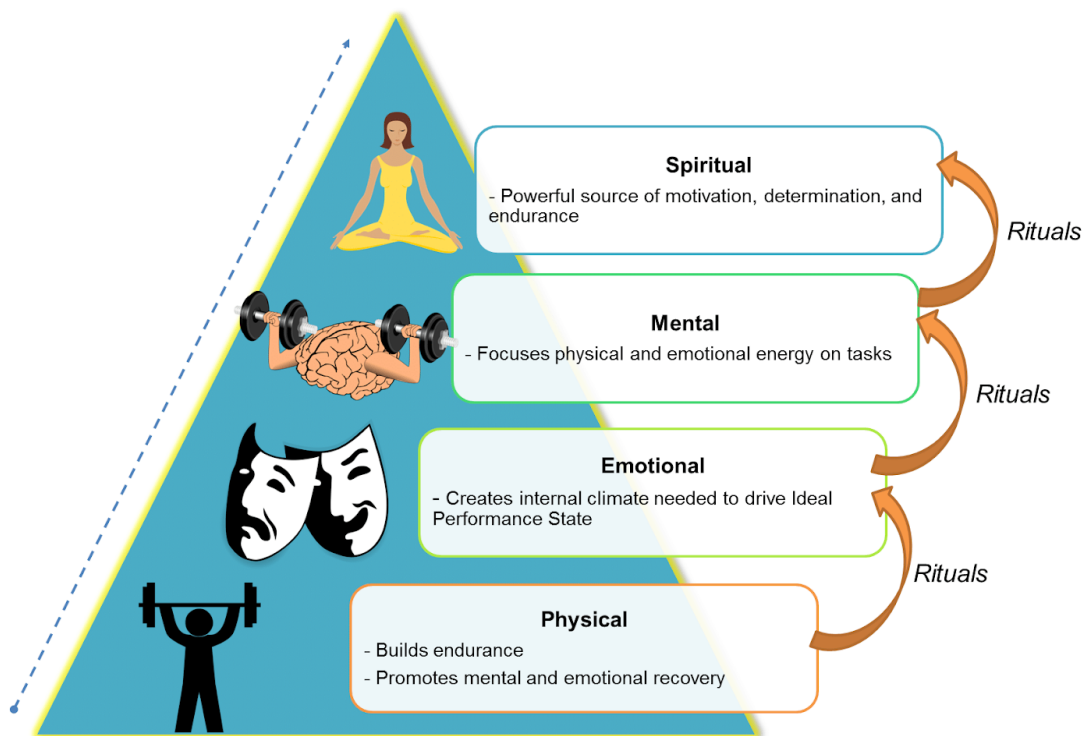 Spiritual
- Powerful source of motivation, determination, and
endurance
Rituals
Mental
- Focuses physical and emotional energy on tasks
Rituals
Emotional
- Creates internal climate needed to drive Ideal
Performance State
Rituals
Physical
- Builds endurance
- Promotes mental and emotional recovery